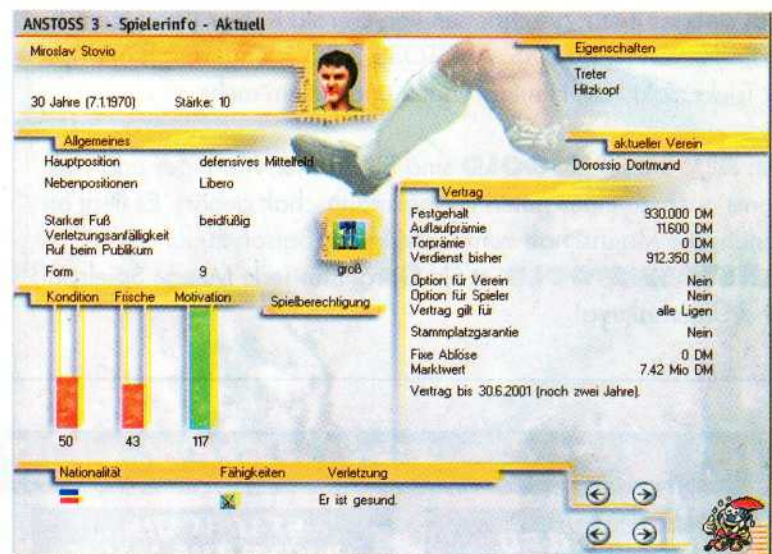 ANSTOSS 3 - Spielerinfo - Aktuell
Miroslav Stovio
30 Jahre (7.1.1970) Stärke: 10
Eigenschaften
Treter
Hitzkopf
aktueller Verein
Dorossio Dortmund
Allgemeines
Hauptposition defensives Mittelfeld
Nebenpositionen Libero
Starker Fuß beidfüßig
Verletzungsanfälligkeit
Ruf beim Publikum
Form 9
groß
Spielberechtigung
Vertrag
Festgehalt 930.000 DM
Auflaufprämie 11.600 DM
Torprämie 0 DM
Verdienst bisher 912.350 DM
Option für Verein Nein
Option für Spieler Nein
Vertrag gilt für alle Ligen
Stammplatzgarantie Nein
Fixe Ablöse 0 DM
Marktwert 7.42 Mio DM
Vertrag bis 30.6.2001 (noch zwei Jahre).
Kondition Frische Motivation
50 43 117
Nationalität Fähigkeiten Verletzung
Er ist gesund.